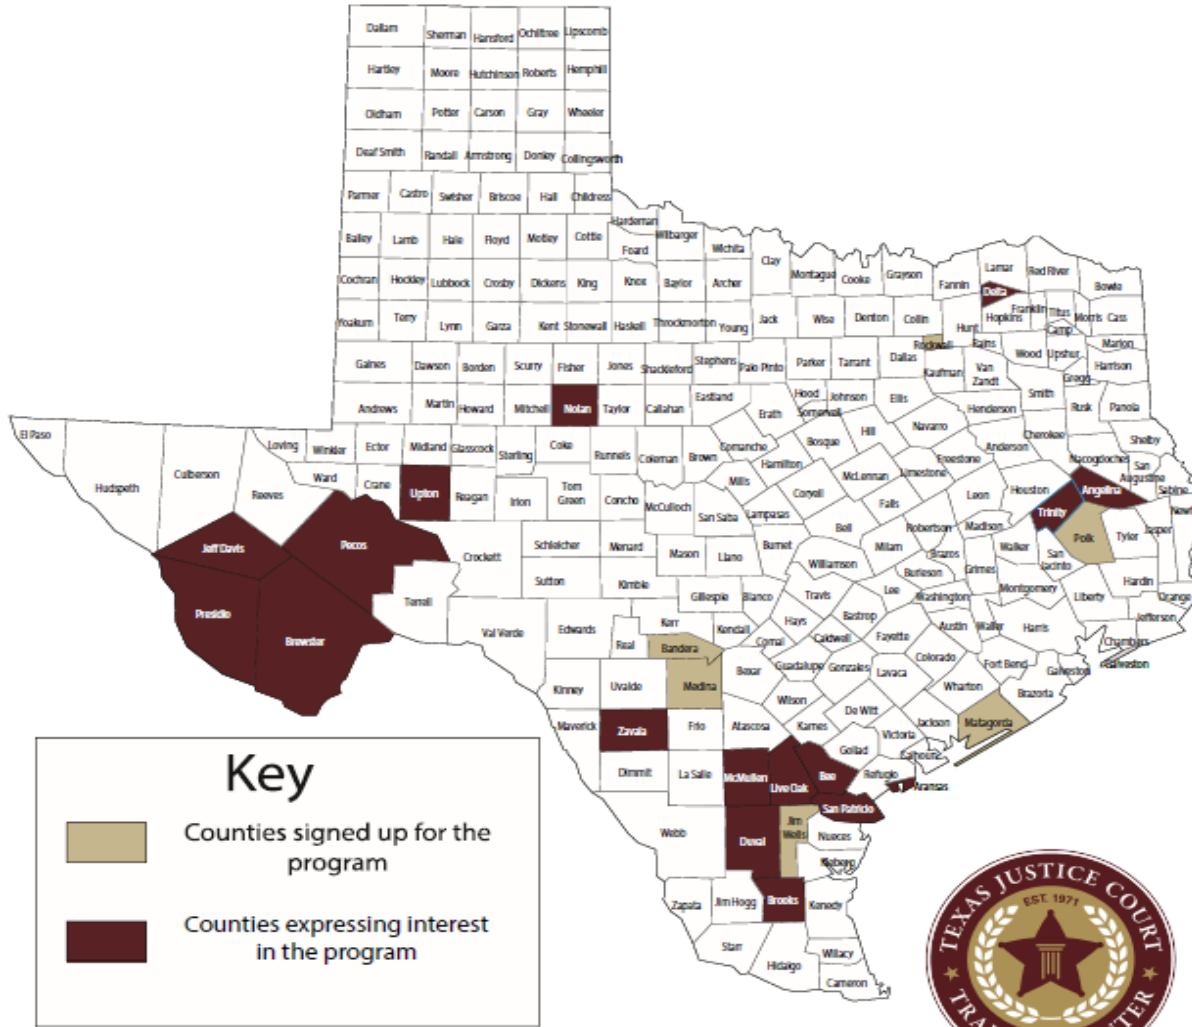 Dallam Sherman Hansford Ochiltree Lipscomb
Hartley Moore Hutchinson Roberts Hemphill
Oldham Potter Carson Gray Wheeler
Deaf Smith Randall Armstrong Donley Collingsworth
Parmer Castro Swisher Briscoe Hall Childress
Hardeman
Bailey Lamb Hale Floyd Motley Cottle Foard Wilbarger Wichita Clay Montague Cooke Grayson Fannin Lamar Red River Bowie
Cochran Hockley Lubbock Crosby Dickens King Knox Baylor Archer
Delta
Yoakum Terry Lynn Garza Kent Stonewall Haskell Throckmorton Young Jack Wise Denton Collin Hunt Hopkins Franklin Titus Morris Cass
Camp
Rockwall Rains Wood Upshur Marion
Gaines Dawson Borden Scurry Fisher Jones Shackleford Stephens Palo Pinto Parker Tarrant Dallas Kaufman Van Zandt Gregg Harrison
Andrews Martin Howard Mitchell Nolan Taylor Callahan Eastland Erath Hood Somervell Johnson Ellis Henderson Smith Rusk Panola
El Paso Hudspeth Culberson Reeves Loving Winkler Ector Midland Glasscock Sterling Coke Runnels Coleman Brown Comanche Hamilton Bosque Hill Navarro Anderson Cherokee Shelby
Ward Crane Upton Reagan Irion Tom Green Concho McCulloch Mills San Saba Lampasas Coryell McLennan Limestone Freestone Leon Houston Nacogdoches San Augustine Sabine
Angelina
Trinity
Newt
Jeff Davis Pecos Crockett Schleicher Menard Mason Llano Burnet Bell Falls Robertson Madison Walker San Jacinto Polk Tyler Jasper
Presidio Brewster Terrell Sutton Kimble Gillespie Blanco Williamson Milam Brazos Burleson Grimes Montgomery Liberty Hardin Orange
Val Verde Edwards Real Kerr Kendall Comal Hays Travis Bastrop Lee Washington Austin Waller Harris Chambers Jefferson
Galveston
Bandera Bexar Guadalupe Caldwell Gonzales Fayette Lavaca Colorado Fort Bend Galveston
Kinney Uvalde Medina Wilson De Witt Wharton Brazoria
Maverick Zavala Frio Atascosa Karnes Goliad Victoria Jackson Matagorda
Calhoun
Dimmit La Salle McMullen Live Oak Bee Refugio Aransas
San Patricio
Webb Duval Jim Wells Nueces
Kleberg
Zapata Jim Hogg Brooks Kenedy
Starr Hidalgo Willacy
Cameron
Key
Counties signed up for the
program
Counties expressing interest
in the program
TEXAS JUSTICE COURT
EST. 1971